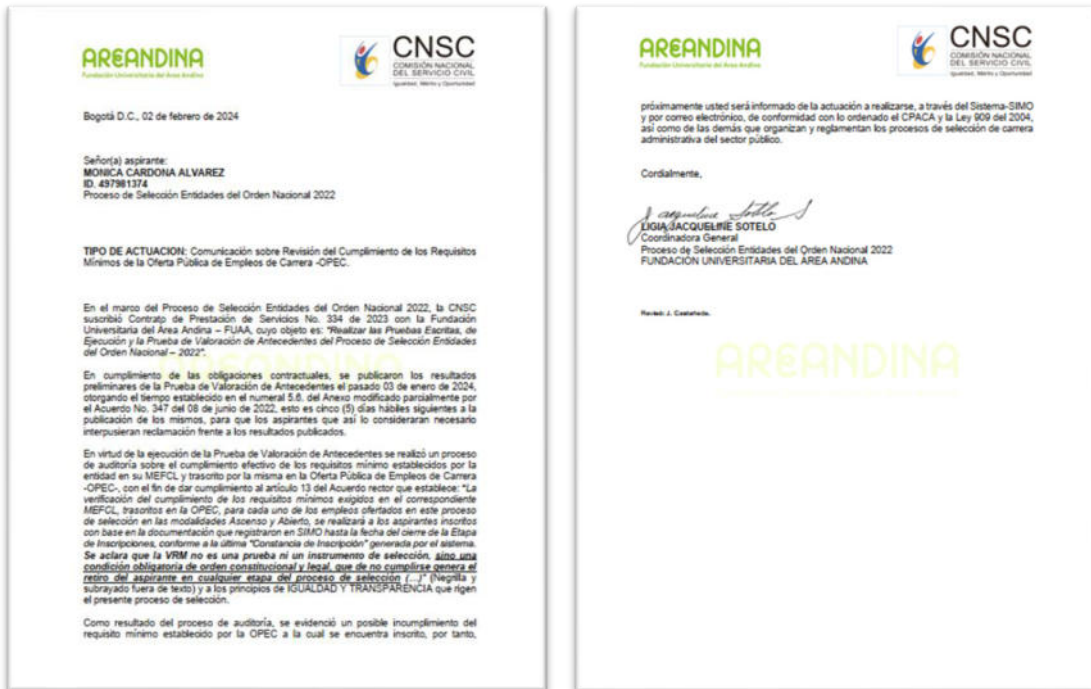 AREANDINA
Fundación Universitaria del Área Andina
CNSC
COMISIÓN NACIONAL
DEL SERVICIO CIVIL
Igualdad, Mérito y Oportunidad
Bogotá D.C., 02 de febrero de 2024
Señor(a) aspirante:
MONICA CARDONA ALVAREZ
ID. 497981374
Proceso de Selección Entidades del Orden Nacional 2022
TIPO DE ACTUACION: Comunicación sobre Revisión del Cumplimiento de los Requisitos
Mínimos de la Oferta Pública de Empleos de Carrera -OPEC.
En el marco del Proceso de Selección Entidades del Orden Nacional 2022, la CNSC
suscribió Contrato de Prestación de Servicios No. 334 de 2023 con la Fundación
Universitaria del Área Andina – FUAA, cuyo objeto es: "Realizar las Pruebas Escritas, de
Ejecución y la Prueba de Valoración de Antecedentes del Proceso de Selección Entidades
del Orden Nacional – 2022".
En cumplimiento de las obligaciones contractuales, se publicaron los resultados
preliminares de la Prueba de Valoración de Antecedentes el pasado 03 de enero de 2024,
otorgando el tiempo establecido en el numeral 5.6. del Anexo modificado parcialmente por
el Acuerdo No. 347 del 08 de junio de 2022, esto es cinco (5) días hábiles siguientes a la
publicación de los mismos, para que los aspirantes que así lo consideraran necesario
interpusieran reclamación frente a los resultados publicados.
En virtud de la ejecución de la Prueba de Valoración de Antecedentes se realizó un proceso
de auditoría sobre el cumplimiento efectivo de los requisitos mínimo establecidos por la
entidad en su MEFCL y trascrito por la misma en la Oferta Pública de Empleos de Carrera
-OPEC-, con el fin de dar cumplimiento al artículo 13 del Acuerdo rector que establece: "La
verificación del cumplimiento de los requisitos mínimos exigidos en el correspondiente
MEFCL, trascritos en la OPEC, para cada uno de los empleos ofertados en este proceso
de selección en las modalidades Ascenso y Abierto, se realizará a los aspirantes inscritos
con base en la documentación que registraron en SIMO hasta la fecha del cierre de la Etapa
de Inscripciones, conforme a la última "Constancia de Inscripción" generada por el sistema.
Se aclara que la VRM no es una prueba ni un instrumento de selección, sino una
condición obligatoria de orden constitucional y legal, que de no cumplirse genera el
retiro del aspirante en cualquier etapa del proceso de selección (…)" (Negrilla y
subrayado fuera de texto) y a los principios de IGUALDAD Y TRANSPARENCIA que rigen
el presente proceso de selección.
Como resultado del proceso de auditoría, se evidenció un posible incumplimiento del
requisito mínimo establecido por la OPEC a la cual se encuentra inscrito, por tanto,
AREANDINA
AREANDINA
Fundación Universitaria del Área Andina
CNSC
COMISIÓN NACIONAL
DEL SERVICIO CIVIL
Igualdad, Mérito y Oportunidad
próximamente usted será informado de la actuación a realizarse, a través del Sistema-SIMO
y por correo electrónico, de conformidad con lo ordenado el CPACA y la Ley 909 del 2004,
así como de las demás que organizan y reglamentan los procesos de selección de carrera
administrativa del sector público.
Cordialmente,
Jacqueline Sotelo S
LIGIA JACQUELINE SOTELO
Coordinadora General
Proceso de Selección Entidades del Orden Nacional 2022
FUNDACIÓN UNIVERSITARIA DEL ÁREA ANDINA
Revisó: J. Castañeda.
AREANDINA